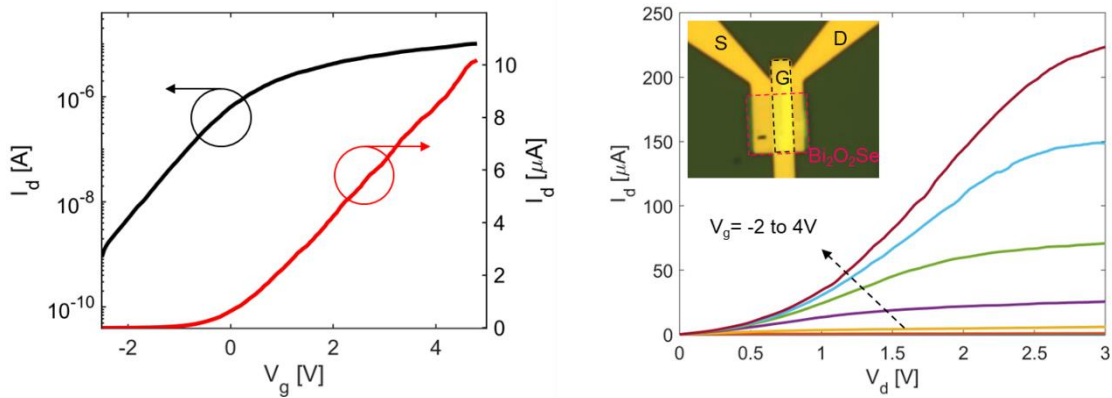 I_d [A]
10^-6
10^-8
10^-10
-2
0
2
4
V_g [V]
10
8
6
4
2
0
I_d [μA]
I_d [μA]
250
200
150
100
50
0
S
D
G
Bi₂O₂Se
V_g= -2 to 4V
0
0.5
1
1.5
2
2.5
3
V_d [V]